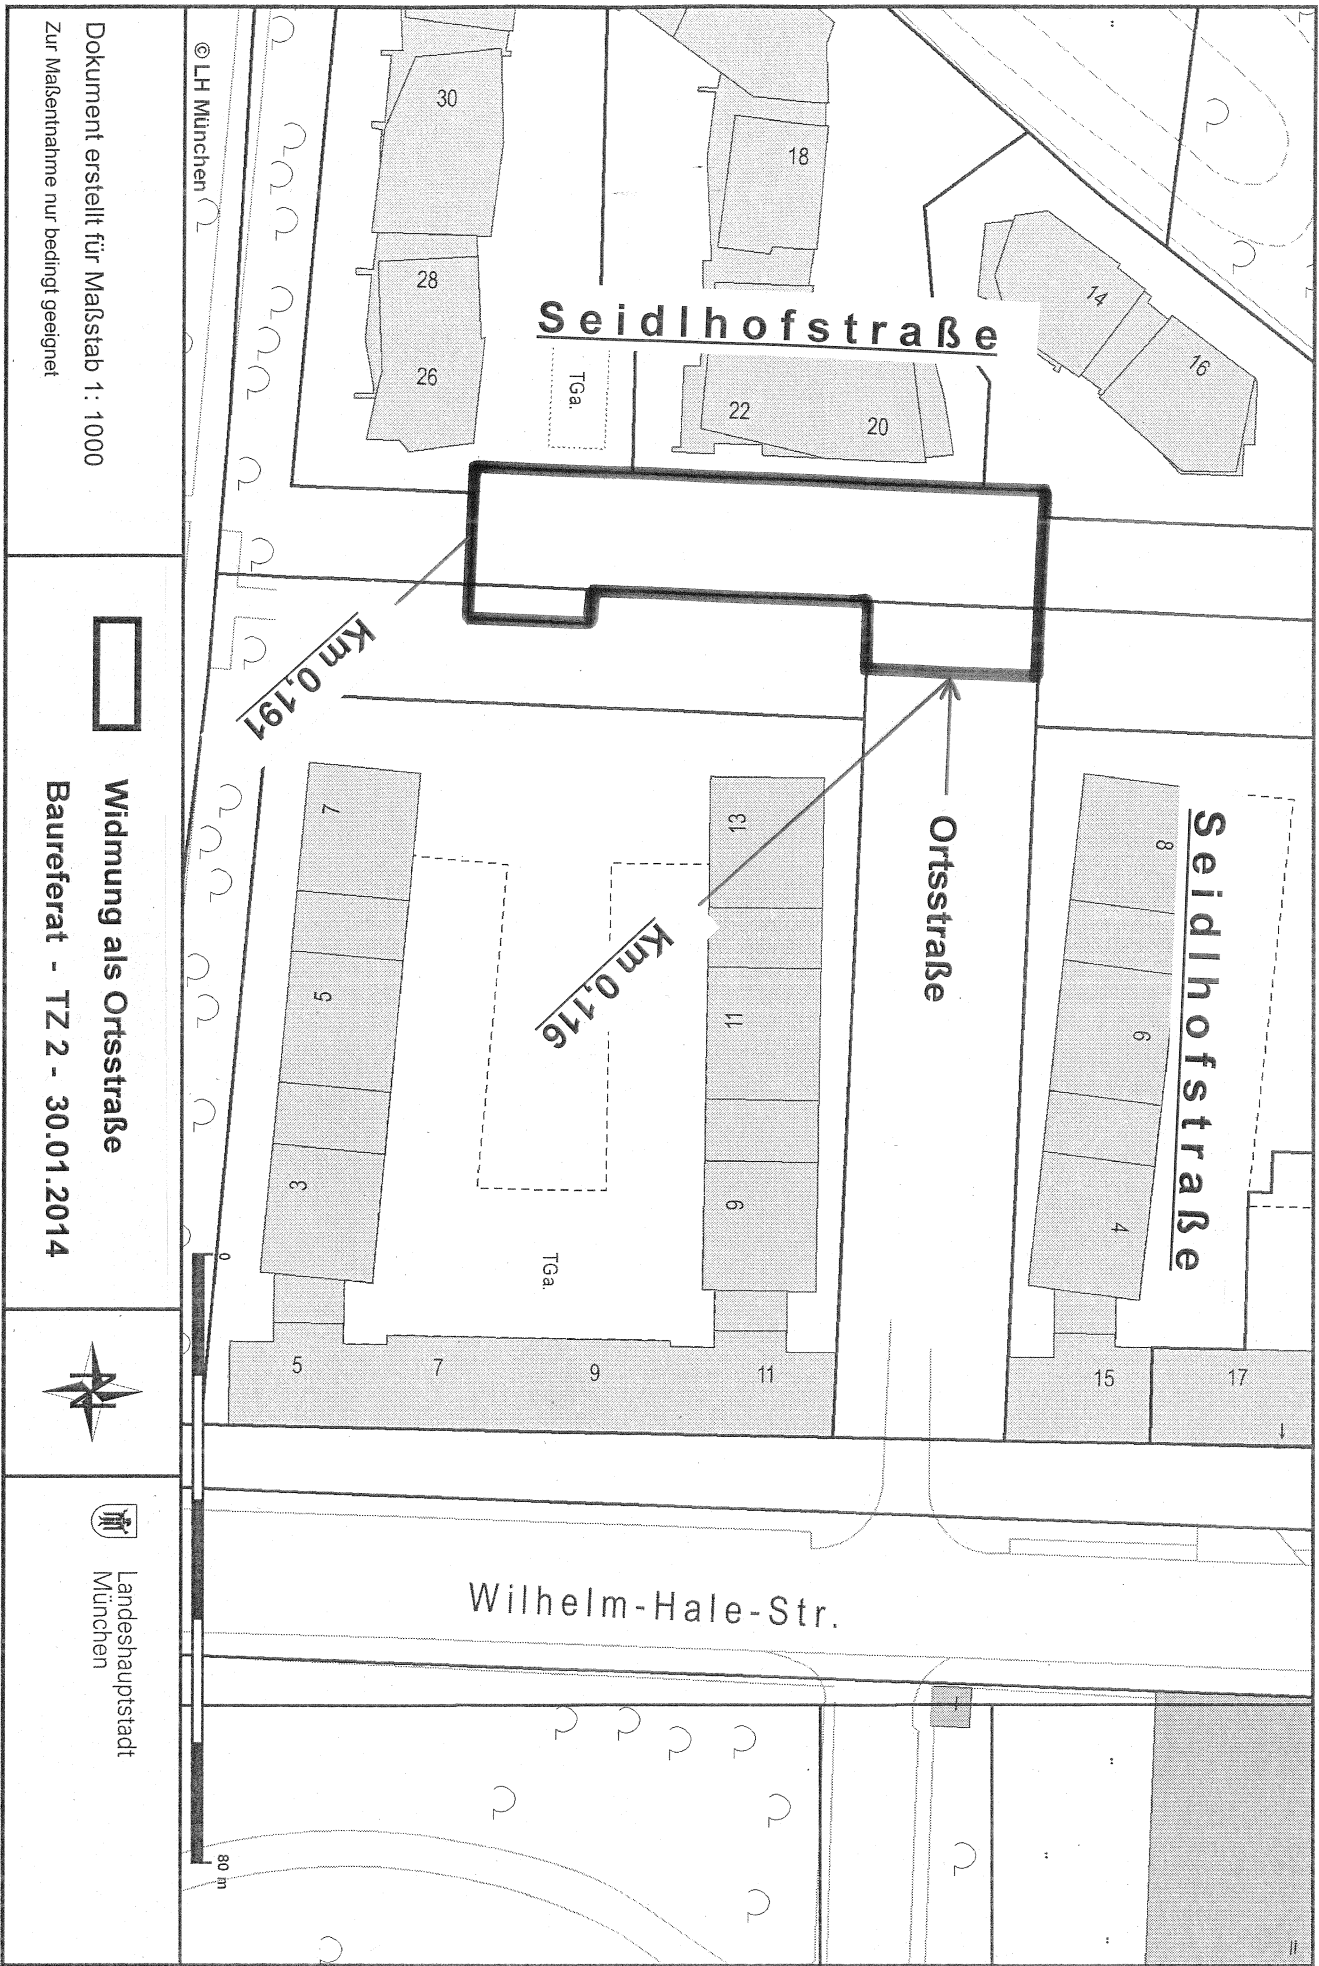 30
28
26
18
14
16
Seidlhofstraße
TGa.
22
20
Km 0,191
Km 0,116
Ortsstraße
Seidlhofstraße
8
6
4
7
5
3
13
11
9
TGa.
5
7
9
11
15
17
Wilhelm-Hale-Str.
© LH München
0
80 m
Dokument erstellt für Maßstab 1: 1000
Zur Maßentnahme nur bedingt geeignet
Widmung als Ortsstraße
Baureferat - TZ 2 - 30.01.2014
N
Landeshauptstadt
München
I
I
II